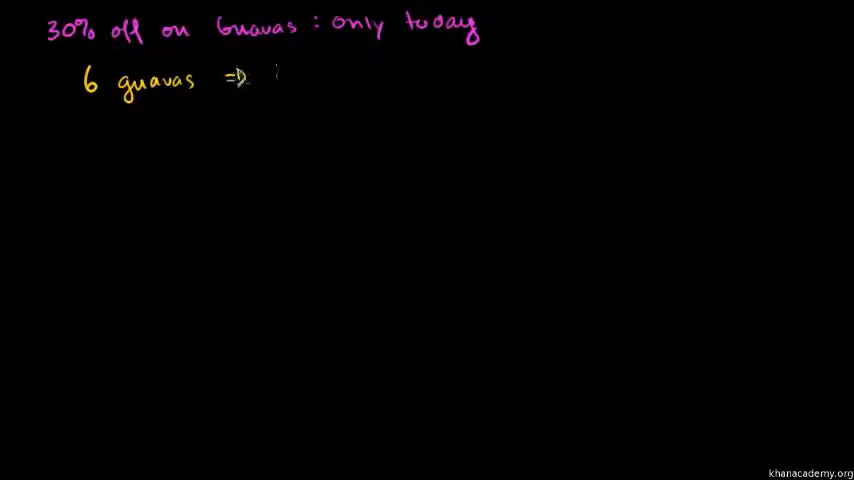 30% off on Guavas : only today
6 guavas ⇒
khanacademy.org